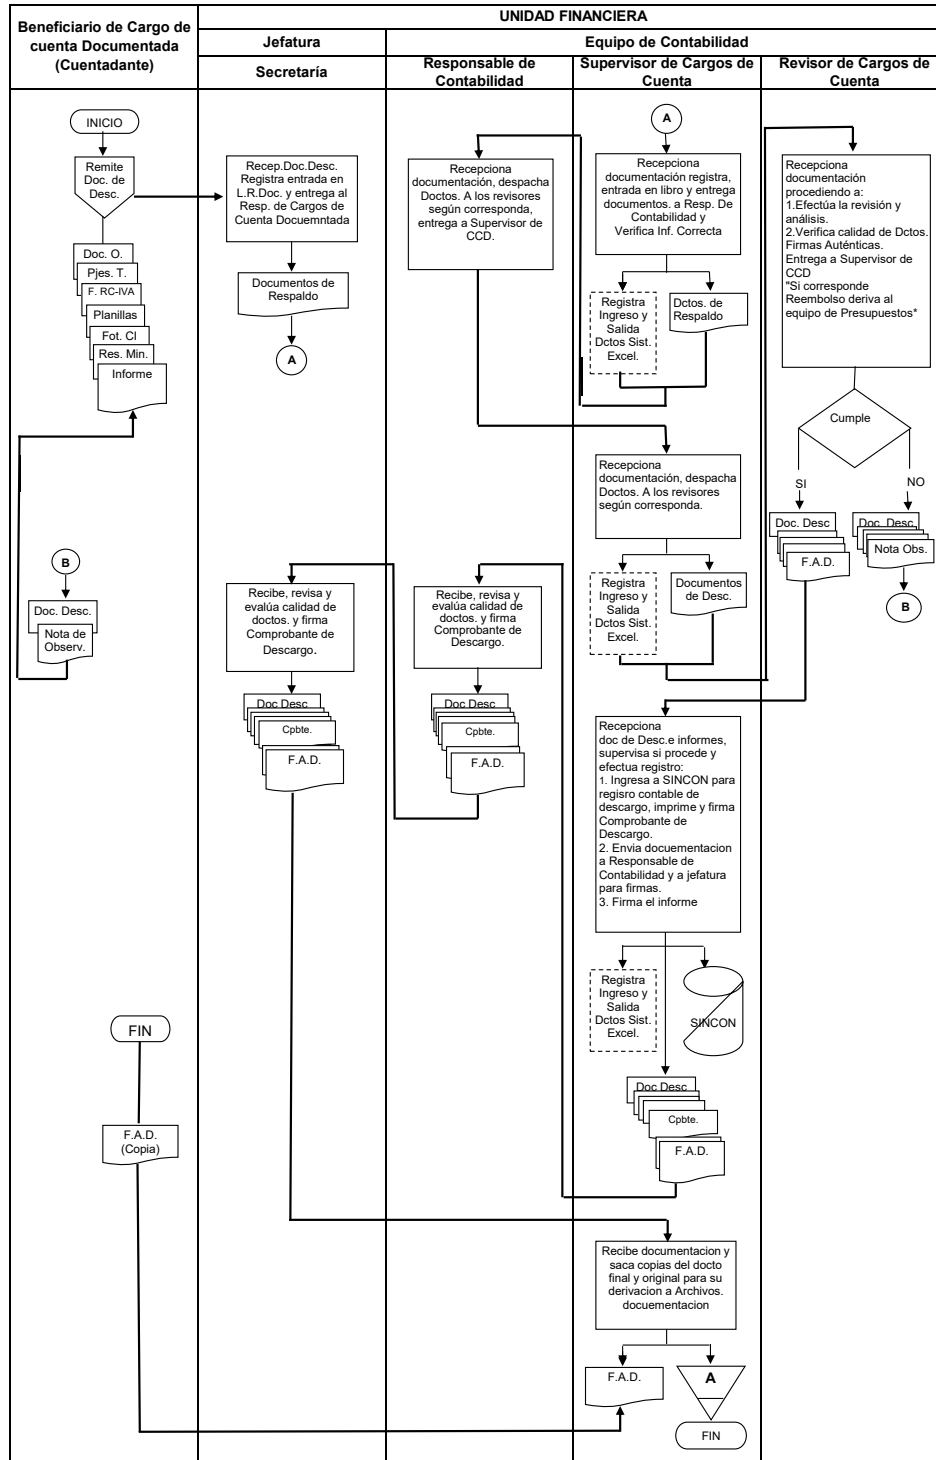 Beneficiario de Cargo de
cuenta Documentada
(Cuentadante)
UNIDAD FINANCIERA
Jefatura
Equipo de Contabilidad
Secretaría
Responsable de
Contabilidad
Supervisor de Cargos de
Cuenta
Revisor de Cargos de
Cuenta
INICIO
Remite
Doc. de
Desc.
Doc. O.
Pjes. T.
F. RC-IVA
Planillas
Fot. CI
Res. Min.
Informe
B
Doc. Desc.
Nota de
Observ.
FIN
F.A.D.
(Copia)
Recep.Doc.Desc.
Registra entrada en
L.R.Doc. y entrega al
Resp. de Cargos de
Cuenta Docuemntada
Documentos de
Respaldo
A
Recibe, revisa y
evalúa calidad de
doctos. y firma
Comprobante de
Descargo.
Doc Desc
Cpbte.
F.A.D.
Recepciona
documentación, despacha
Doctos. A los revisores
según corresponda,
entrega a Supervisor de
CCD.
Recibe, revisa y
evalúa calidad de
doctos. y firma
Comprobante de
Descargo.
Doc Desc
Cpbte.
F.A.D.
A
Recepciona
documentación registra,
entrada en libro y entrega
documentos. a Resp. De
Contabilidad y
Verifica Inf. Correcta
Registra
Ingreso y
Salida
Dctos Sist.
Excel.
Dctos. de
Respaldo
Recepciona
documentación, despacha
Doctos. A los revisores
según corresponda.
Registra
Ingreso y
Salida
Dctos Sist.
Excel.
Documentos
de Desc.
Recepciona
doc de Desc.e informes,
supervisa si procede y
efectua registro:
1. Ingresa a SINCON para
regisro contable de
descargo, imprime y firma
Comprobante de
Descargo.
2. Envia docuementacion
a Responsable de
Contabilidad y a jefatura
para firmas.
3. Firma el informe
Registra
Ingreso y
Salida
Dctos Sist.
Excel.
SINCON
Doc Desc
Cpbte.
F.A.D.
Recibe documentacion y
saca copias del docto
final y original para su
derivacion a Archivos.
docuementacion
F.A.D.
A
FIN
Recepciona
documentación
procediendo a:
1.Efectúa la revisión y
análisis.
2.Verifica calidad de Dctos.
Firmas Auténticas.
Entrega a Supervisor de
CCD
"Si corresponde
Reembolso deriva al
equipo de Presupuestos*
Cumple
SI
NO
Doc. Desc
F.A.D.
Doc. Desc
Nota Obs.
B